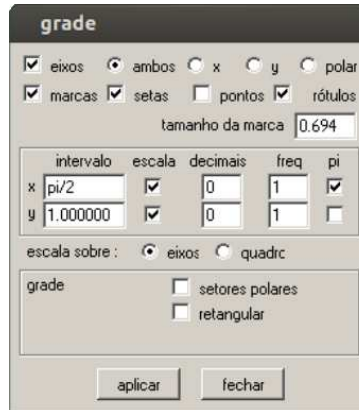 grade
eixos ambos x y polar
marcas setas pontos rótulos
tamanho da marca 0.694
intervalo escala decimais freq pi
x pi/2 0 1
y 1.000000 0 1
escala sobre : eixos quadrc
grade setores polares
retangular
aplicar fechar